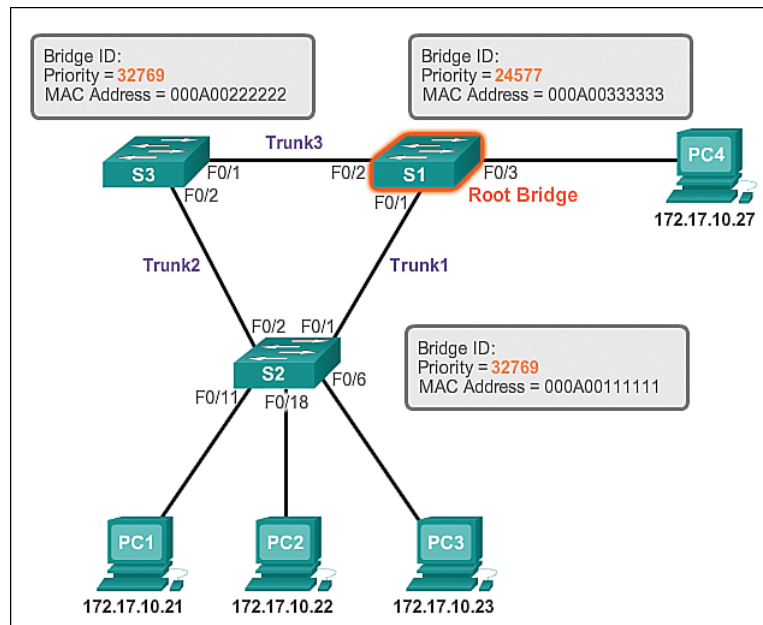 Bridge ID:
Priority = 32769
MAC Address = 000A00222222
Bridge ID:
Priority = 24577
MAC Address = 000A00333333
Trunk3
S3
F0/1
F0/2
S1
F0/3
PC4
F0/2
F0/1
Root Bridge
172.17.10.27
Trunk2
Trunk1
F0/2
F0/1
S2
F0/6
F0/11
F0/18
Bridge ID:
Priority = 32769
MAC Address = 000A00111111
PC1
PC2
PC3
172.17.10.21
172.17.10.22
172.17.10.23